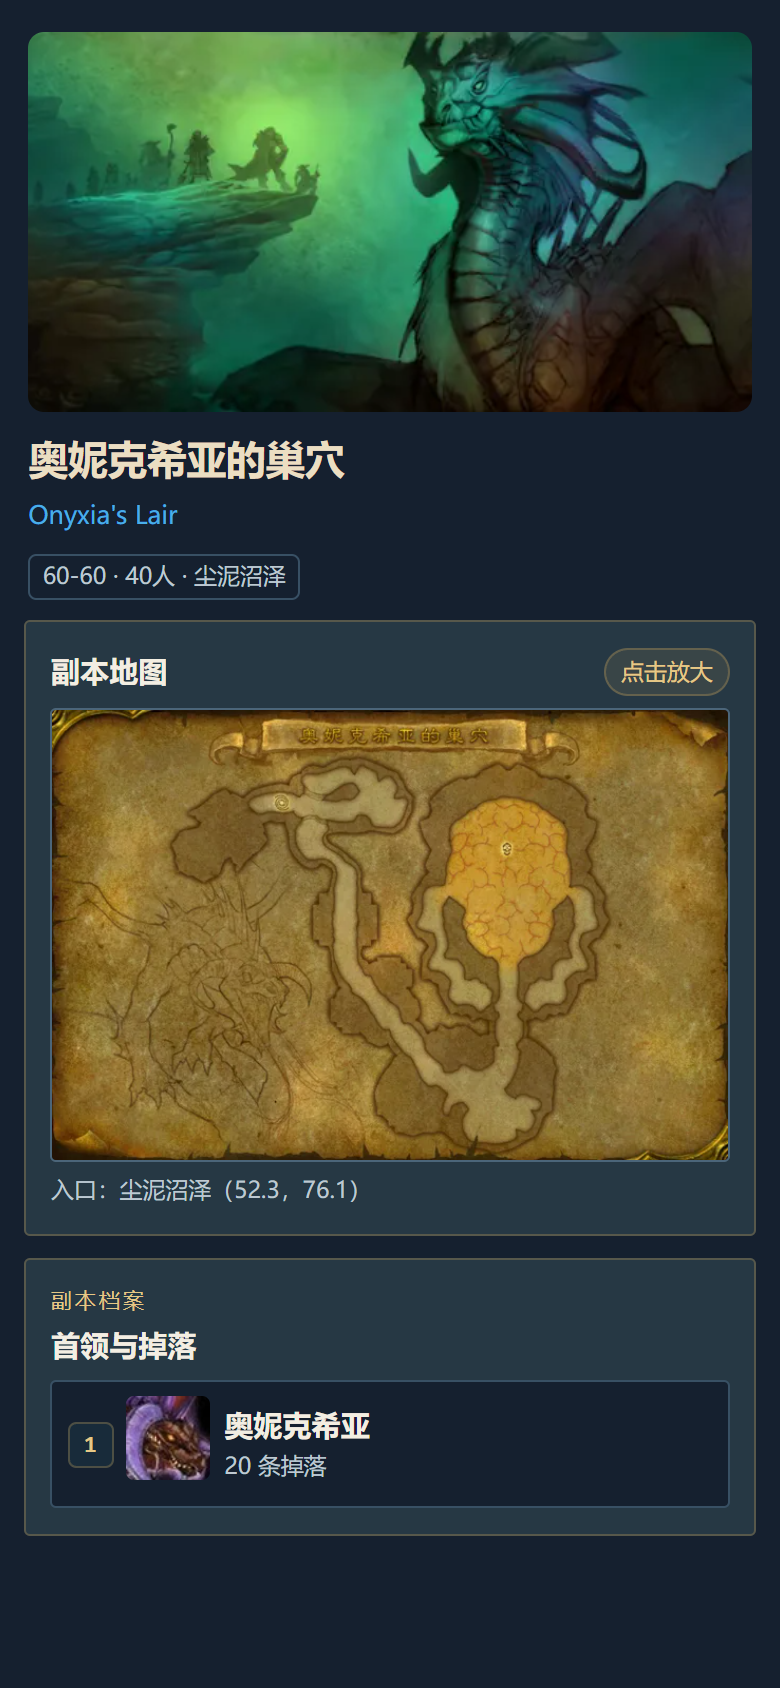 奥妮克希亚的巢穴
Onyxia's Lair
60-60 · 40人 · 尘泥沼泽
副本地图
点击放大
奥妮克希亚的巢穴
入口：尘泥沼泽（52.3，76.1）
副本档案
首领与掉落
1
奥妮克希亚
20 条掉落